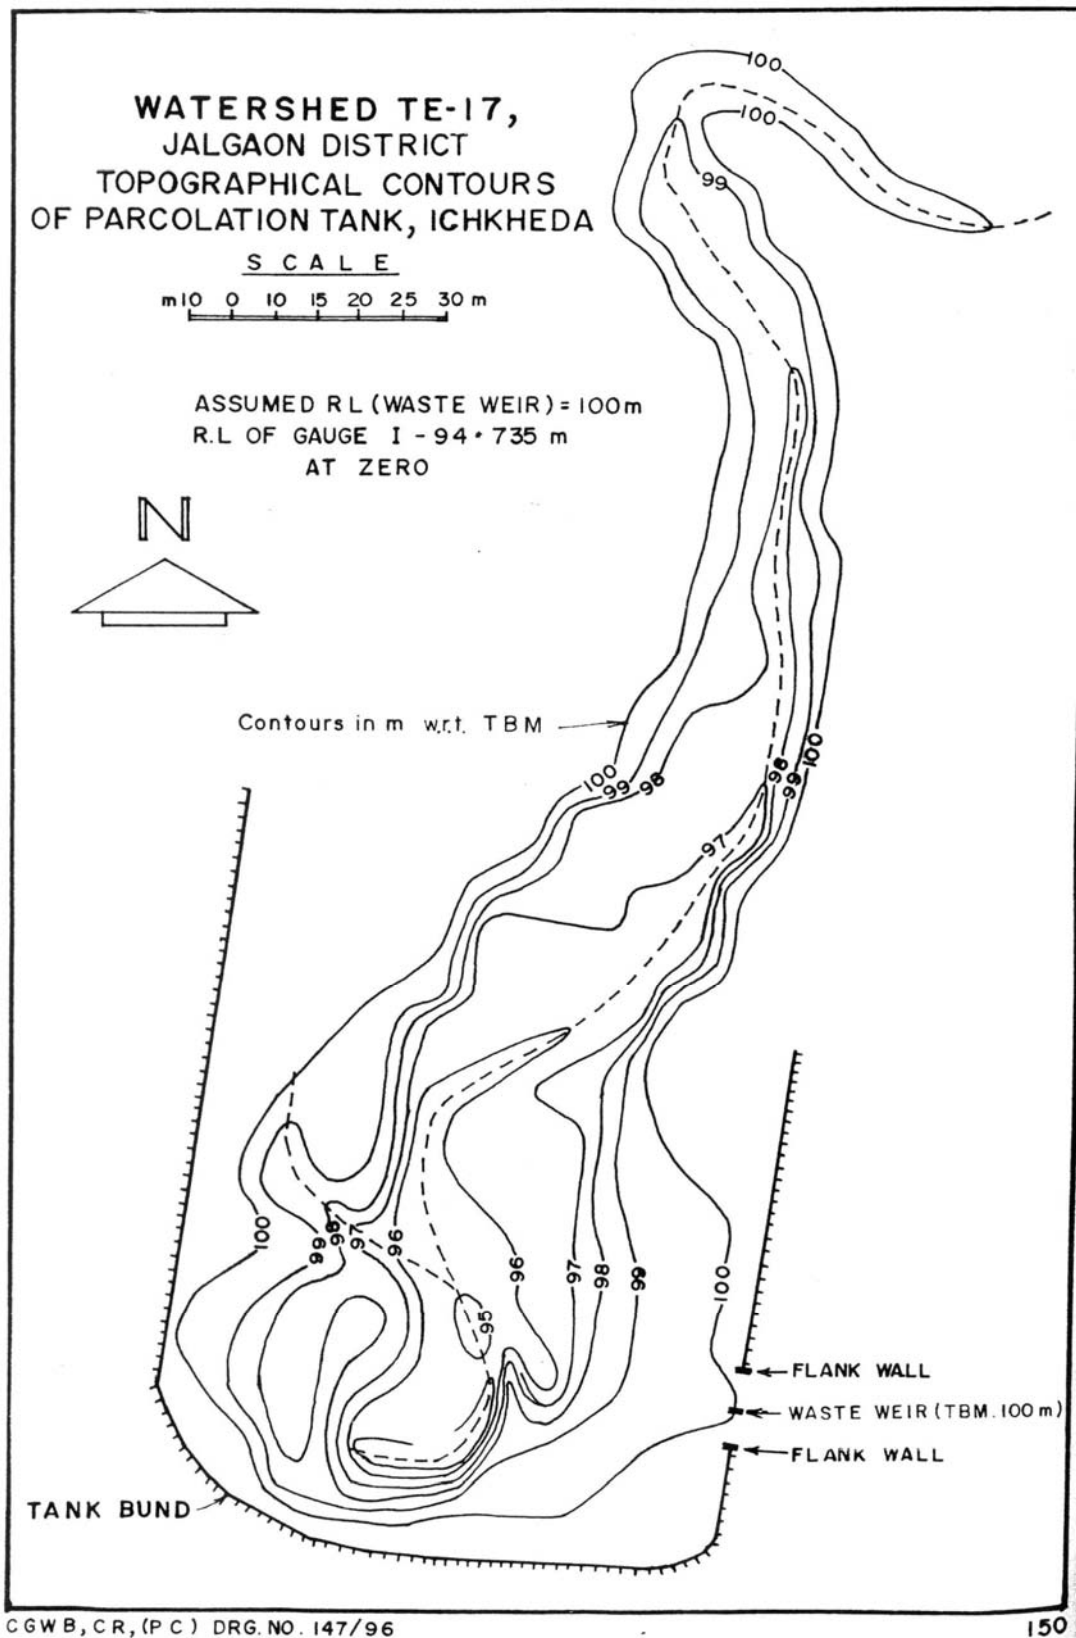 WATERSHED TE-17,
JALGAON DISTRICT
TOPOGRAPHICAL CONTOURS
OF PARCOLATION TANK, ICHKHEDA
SCALE
m10 0 10 15 20 25 30 m
ASSUMED RL (WASTE WEIR) = 100m
R.L OF GAUGE I - 94·735 m
AT ZERO
N
100
100
99
Contours in m w.r.t. TBM
100
99
98
98
99
100
97
100
99
98
97
96
96
97
98
99
100
95
FLANK WALL
WASTE WEIR (TBM. 100 m)
FLANK WALL
TANK BUND
CGWB, CR, (PC) DRG. NO. 147/96
150